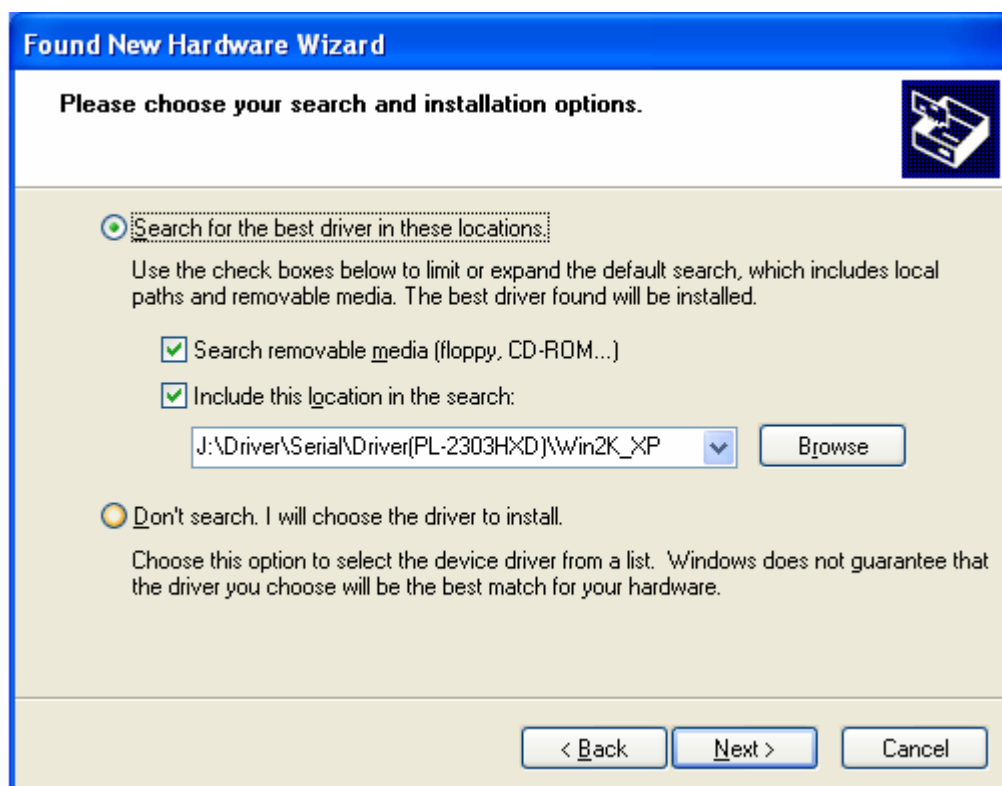 Found New Hardware Wizard
Please choose your search and installation options.
Search for the best driver in these locations.
Use the check boxes below to limit or expand the default search, which includes local
paths and removable media. The best driver found will be installed.
Search removable media (floppy, CD-ROM...)
Include this location in the search:
J:\Driver\Serial\Driver(PL-2303HXD)\Win2K_XP
Browse
Don't search. I will choose the driver to install.
Choose this option to select the device driver from a list.  Windows does not guarantee that
the driver you choose will be the best match for your hardware.
< Back Next > Cancel